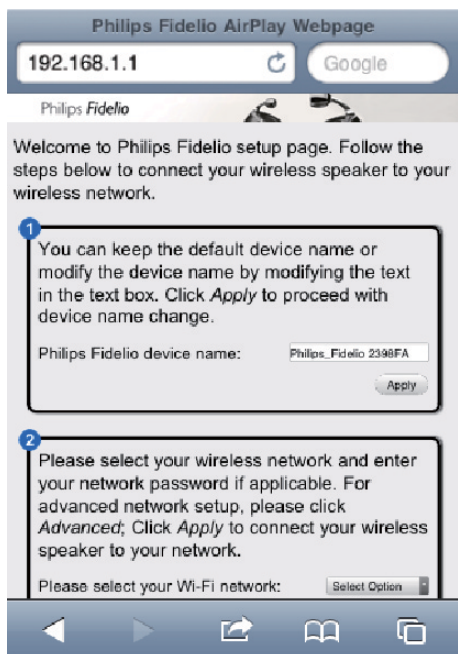 Philips Fidelio AirPlay Webpage
192.168.1.1
Google
Philips Fidelio
Welcome to Philips Fidelio setup page. Follow the
steps below to connect your wireless speaker to your
wireless network.
1
You can keep the default device name or
modify the device name by modifying the text
in the text box. Click Apply to proceed with
device name change.
Philips Fidelio device name: Philips_Fidelio 2398FA
Apply
2
Please select your wireless network and enter
your network password if applicable. For
advanced network setup, please click
Advanced; Click Apply to connect your wireless
speaker to your network.
Please select your Wi-Fi network: Select Option